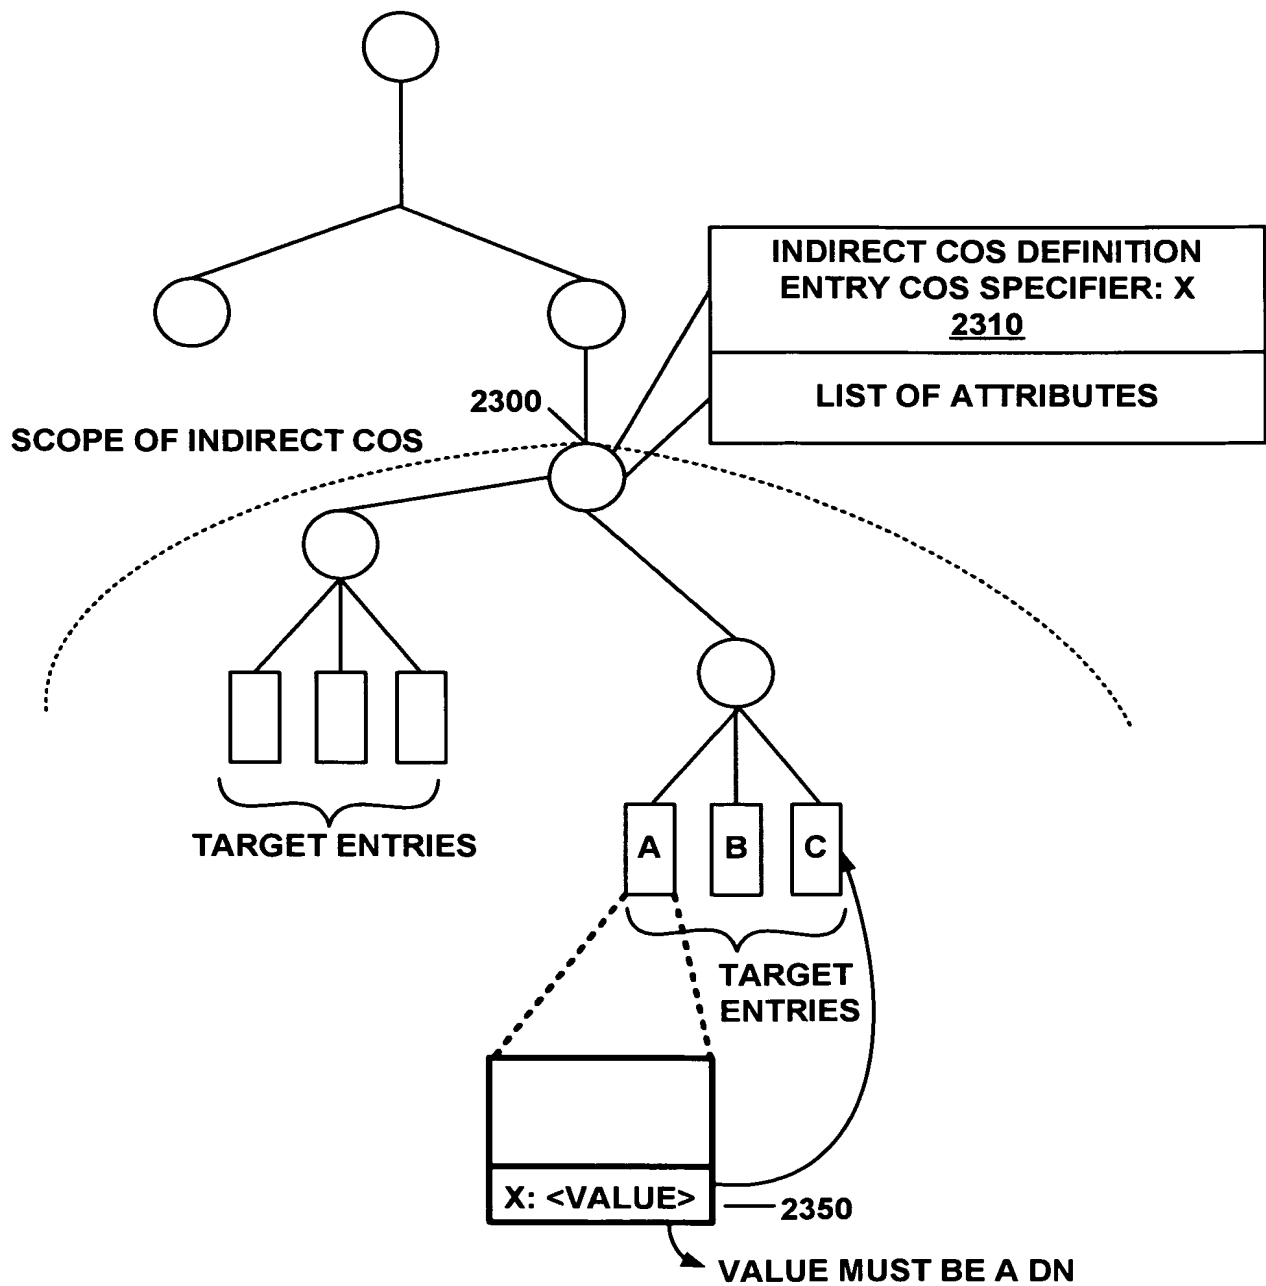 INDIRECT COS DEFINITION
ENTRY COS SPECIFIER: X
2310
LIST OF ATTRIBUTES
2300
SCOPE OF INDIRECT COS
TARGET ENTRIES
A B C
TARGET
ENTRIES
X: <VALUE>
2350
VALUE MUST BE A DN